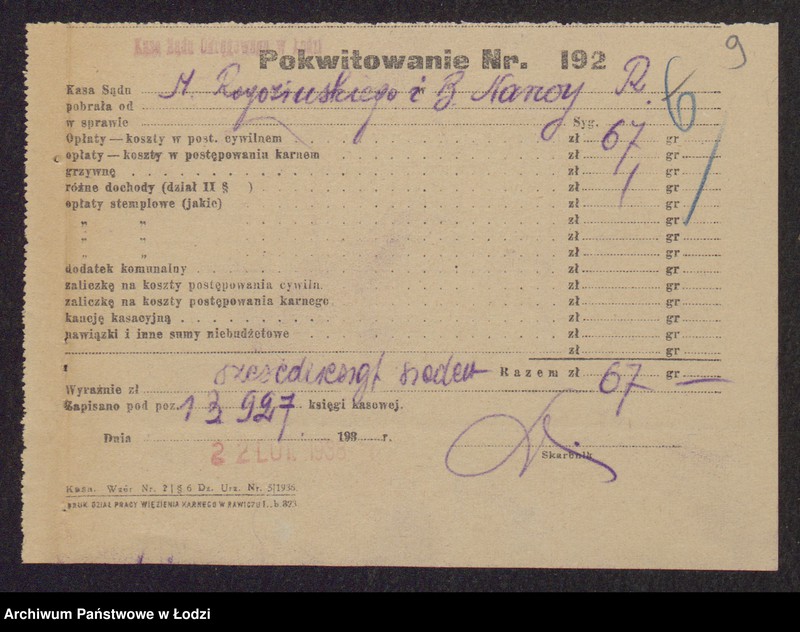 9
Kasa Sądu Okręgowego w Łodzi
Pokwitowanie Nr. 192
Kasa Sądu
pobrała od
w sprawie Syg.
Opłaty — koszty w post. cywilnem zł 67 gr
opłaty — koszty w postępowaniu karnem zł gr
grzywnę zł gr
różne dochody (dział II § ) zł gr
opłaty stemplowe (jakie) zł gr
„ „ zł gr
„ „ zł gr
„ „ zł gr
dodatek komunalny zł gr
zaliczkę na koszty postępowania cywiln. zł gr
zaliczkę na koszty postępowania karnego zł gr
kaucję kasacyjną zł gr
nawiązki i inne sumy niebudżetowe zł gr
zł gr
Razem zł 67 gr —
Wyraźnie zł
Zapisano pod poz. 13 927 księgi kasowej.
Dnia 22 LUT. 1938 193 r.
Skarbnik
Kasa. Wzór Nr. 2 | § 6 Dz. Urz. Nr. 5/1936.
DRUK DZIAŁ PRACY WIĘZIENIA KARNEGO W RAWICZU L. b. 823
Archiwum Państwowe w Łodzi